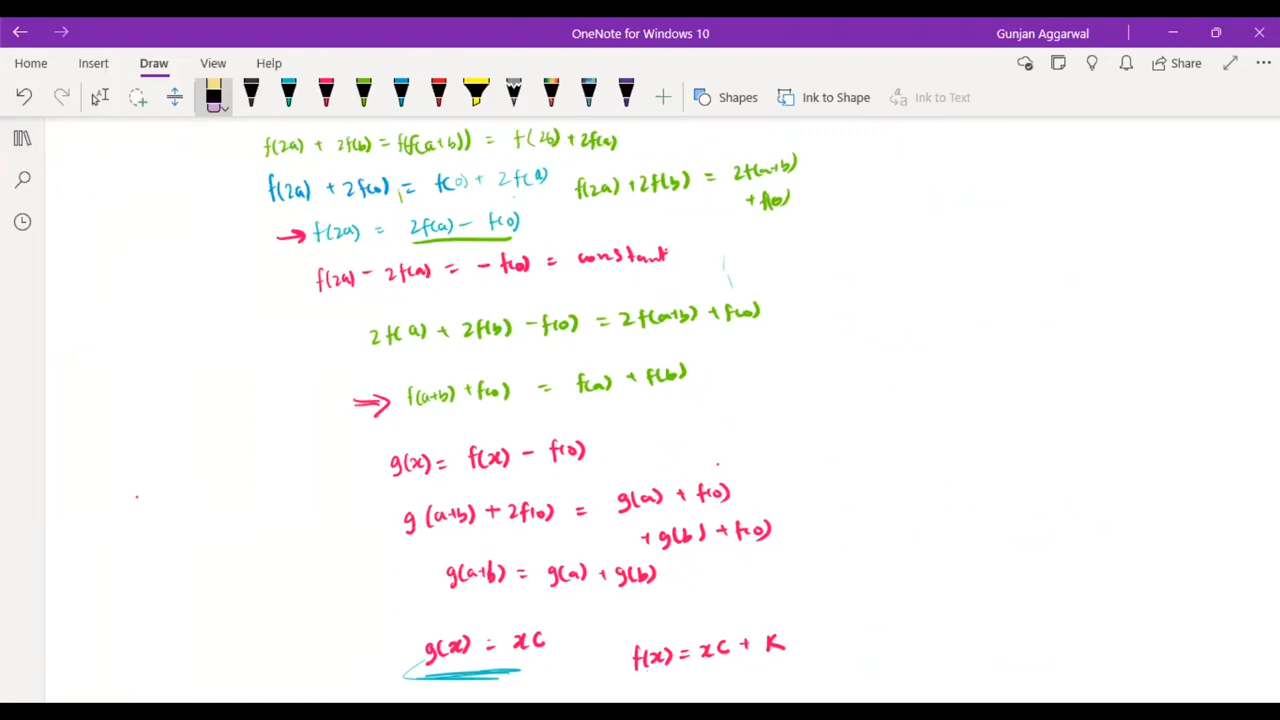 OneNote for Windows 10
Gunjan Aggarwal
Home Insert Draw View Help
Share
Shapes
Ink to Shape
Ink to Text
f(2a) + 2f(b) = f(f(a+b)) = f(2b) + 2f(a)
f(2a) + 2f(0) = f(0) + 2f(a)
f(2a) + 2f(b) = 2f(a+b)
+ f(0)
→ f(2a) = 2f(a) - f(0)
f(2a) - 2f(a) = -f(0) = constant
2f(a) + 2f(b) - f(0) = 2f(a+b) + f(0)
⇒ f(a+b) + f(0) = f(a) + f(b)
g(x) = f(x) - f(0)
g(a+b) + 2f(0) = g(a) + f(0)
+ g(b) + f(0)
g(a+b) = g(a) + g(b)
g(x) = xC
f(x) = xC + K